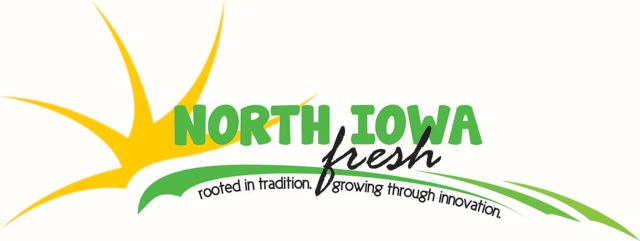 NORTH IOWA
fresh
rooted in tradition. growing through innovation.